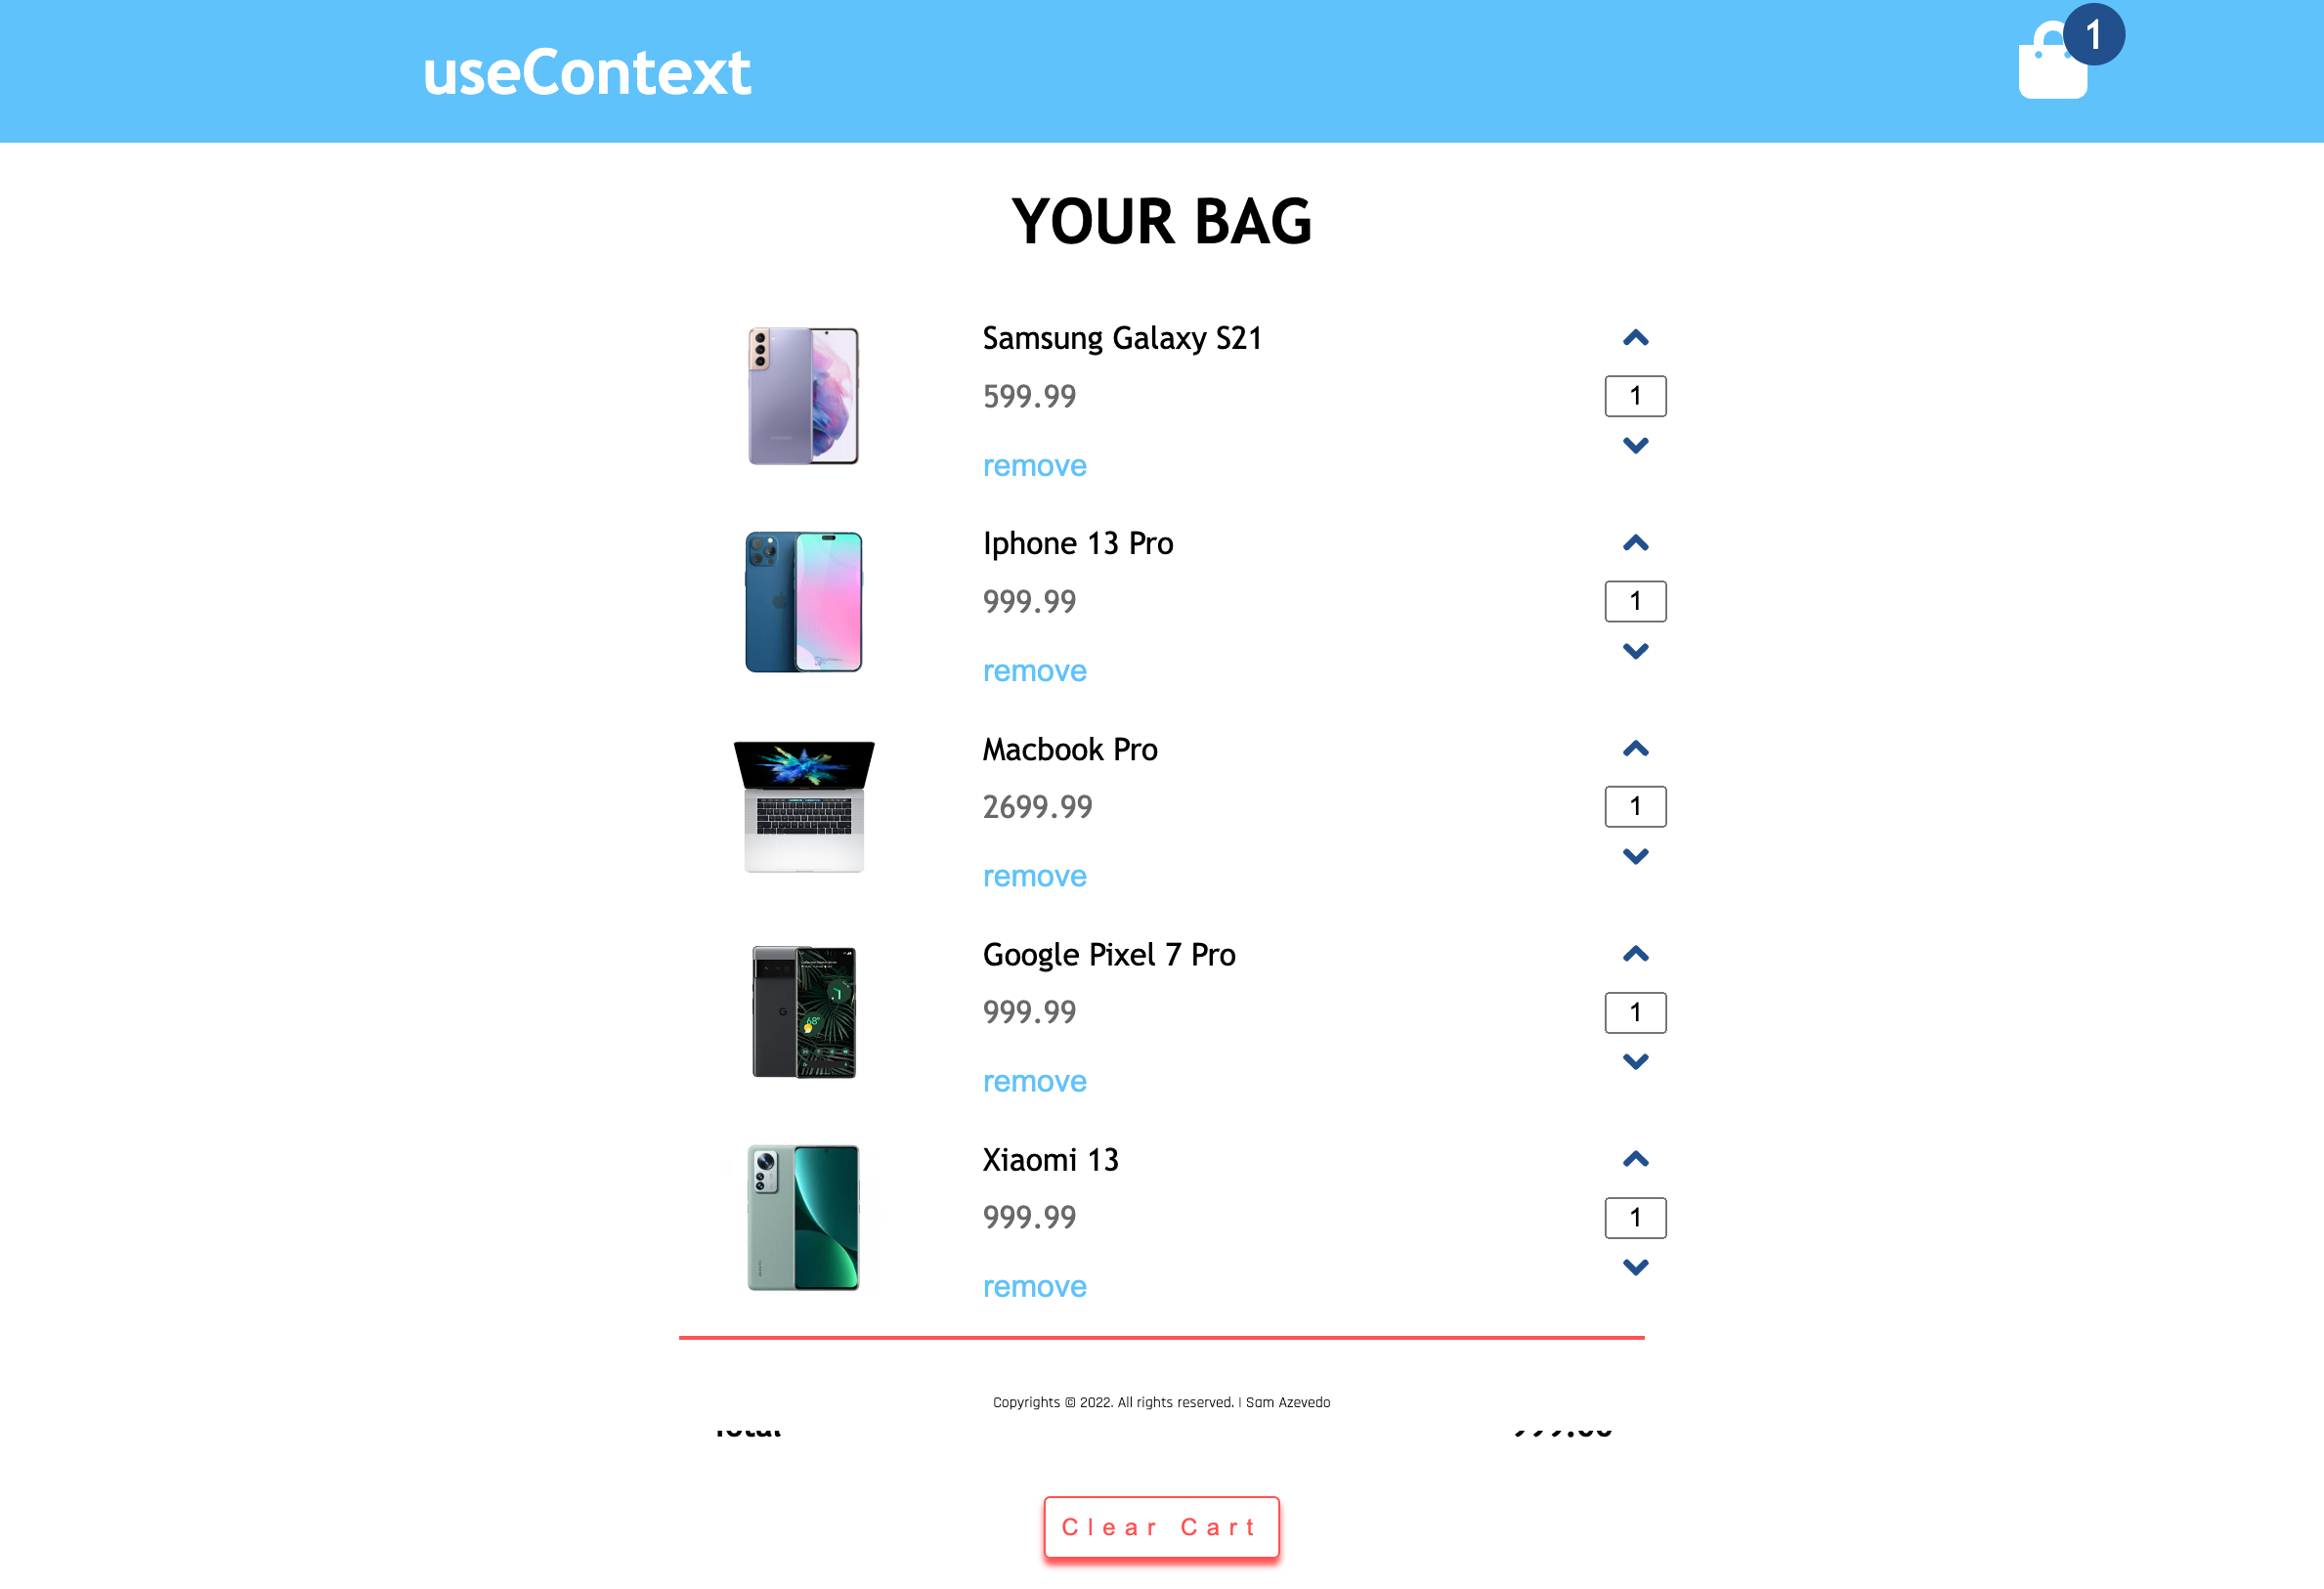 useContext
1
YOUR BAG
Samsung Galaxy S21
1
599.99
remove
Iphone 13 Pro
1
999.99
remove
Macbook Pro
1
2699.99
remove
Google Pixel 7 Pro
1
999.99
remove
Xiaomi 13
1
999.99
remove
Copyrights © 2022. All rights reserved. | Sam Azevedo
Total
Clear Cart